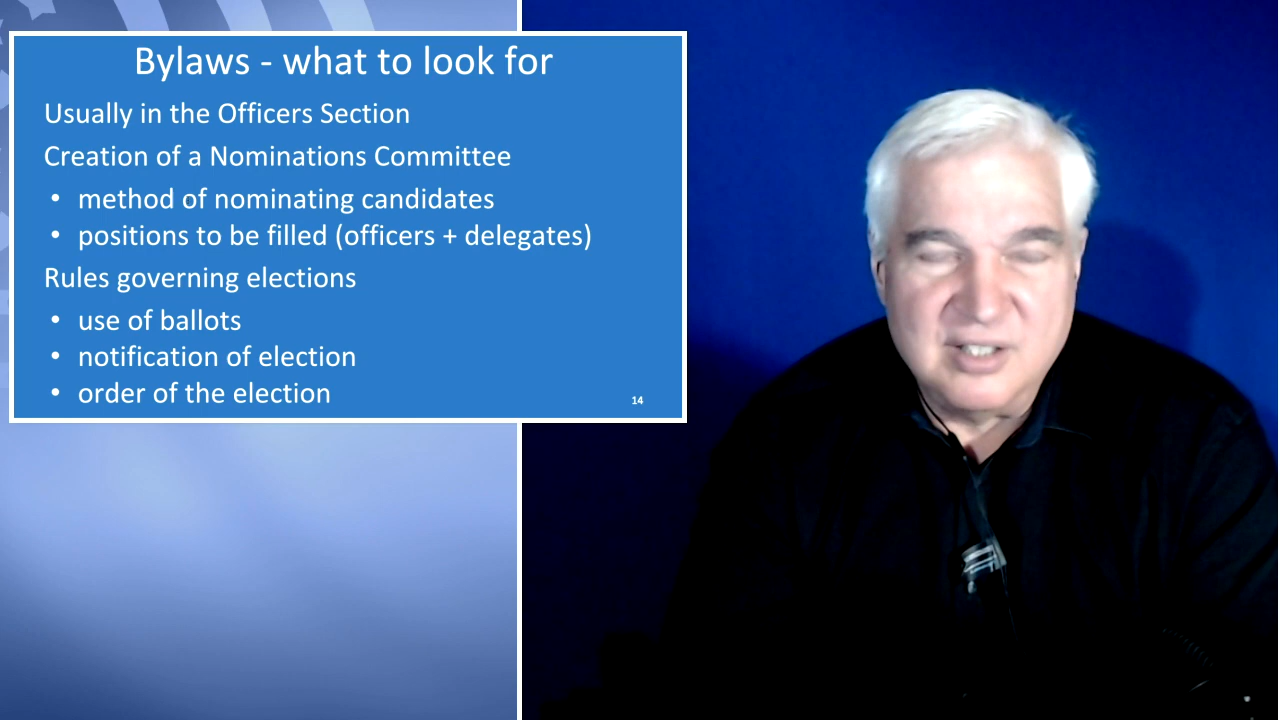 Bylaws - what to look for
Usually in the Officers Section
Creation of a Nominations Committee
• method of nominating candidates
• positions to be filled (officers + delegates)
Rules governing elections
• use of ballots
• notification of election
• order of the election
14